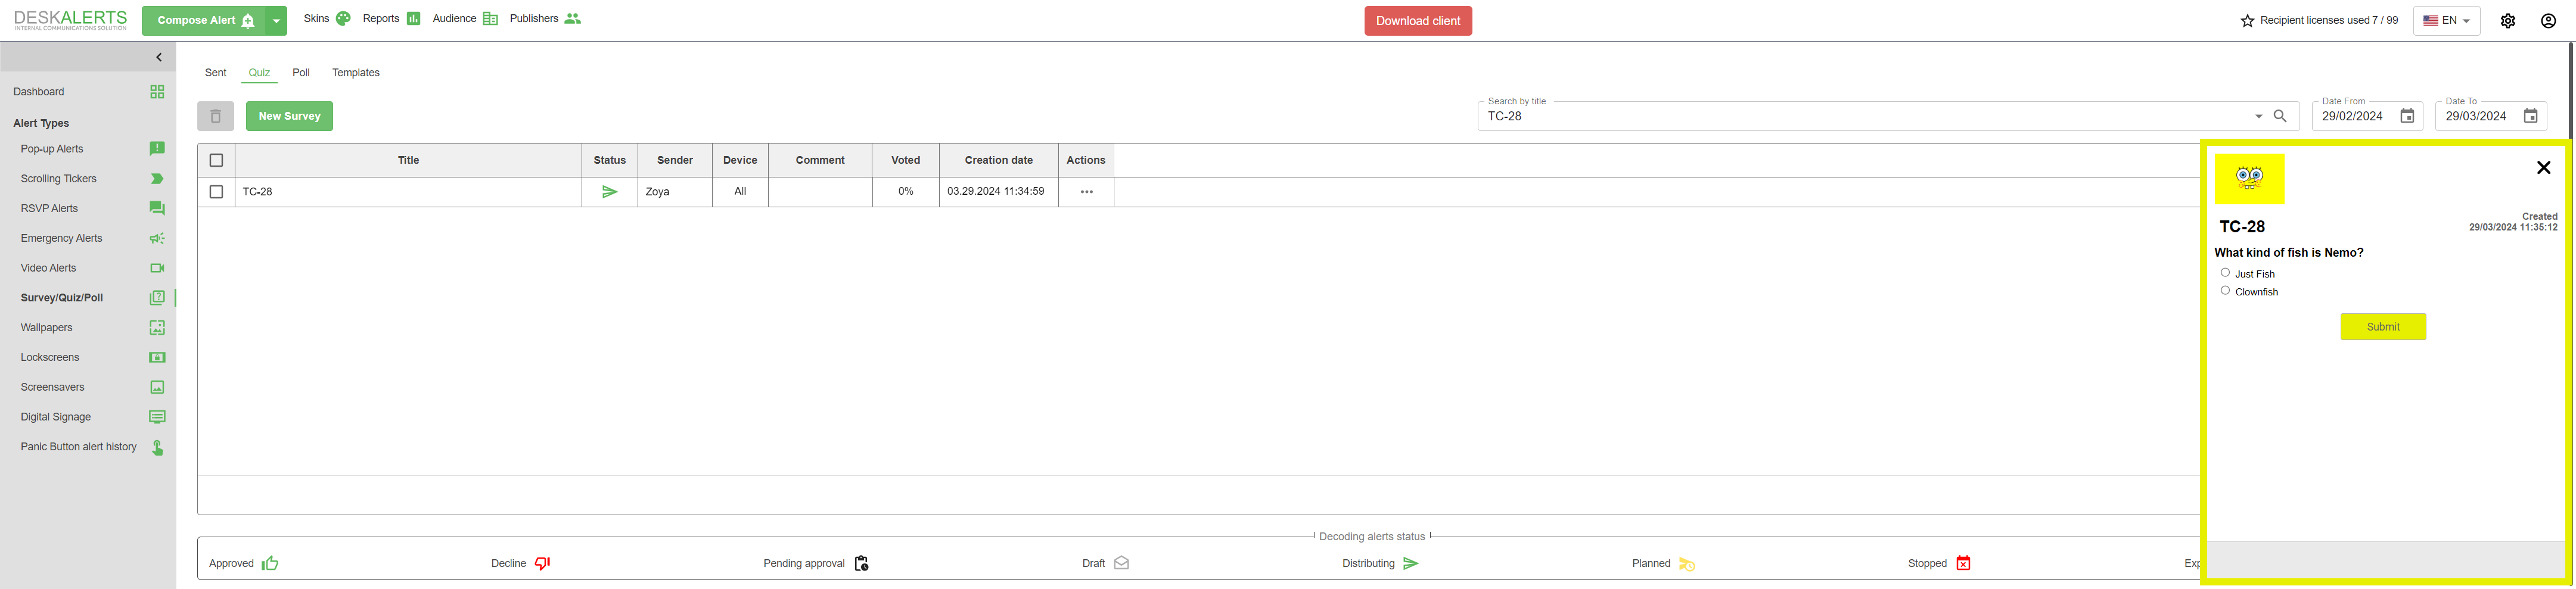 DESKALERTS
INTERNAL COMMUNICATIONS SOLUTION
Compose Alert
Skins
Reports
Audience
Publishers
Download client
Recipient licenses used 7 / 99
EN
Dashboard
Alert Types
Pop-up Alerts
Scrolling Tickers
RSVP Alerts
Emergency Alerts
Video Alerts
Survey/Quiz/Poll
Wallpapers
Lockscreens
Screensavers
Digital Signage
Panic Button alert history
Sent
Quiz
Poll
Templates
New Survey
Search by title
TC-28
Date From
29/02/2024
Date To
29/03/2024
Title Status Sender Device Comment Voted Creation date Actions
TC-28 Zoya All 0% 03.29.2024 11:34:59
TC-28
Created
29/03/2024 11:35:12
What kind of fish is Nemo?
Just Fish
Clownfish
Submit
Decoding alerts status
Approved
Decline
Pending approval
Draft
Distributing
Planned
Stopped